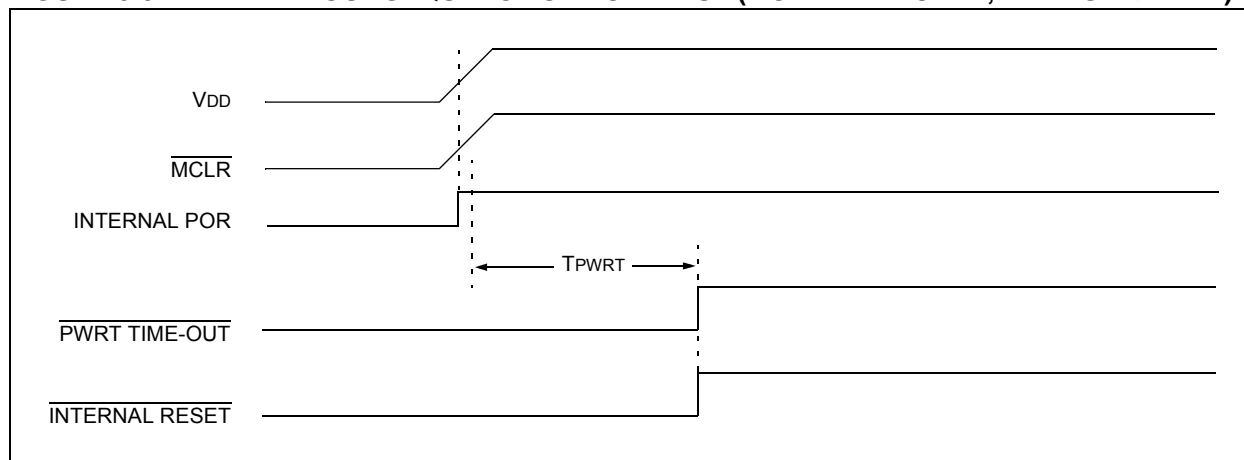 VDD
MCLR
INTERNAL POR
TPWRT
PWRT TIME-OUT
INTERNAL RESET